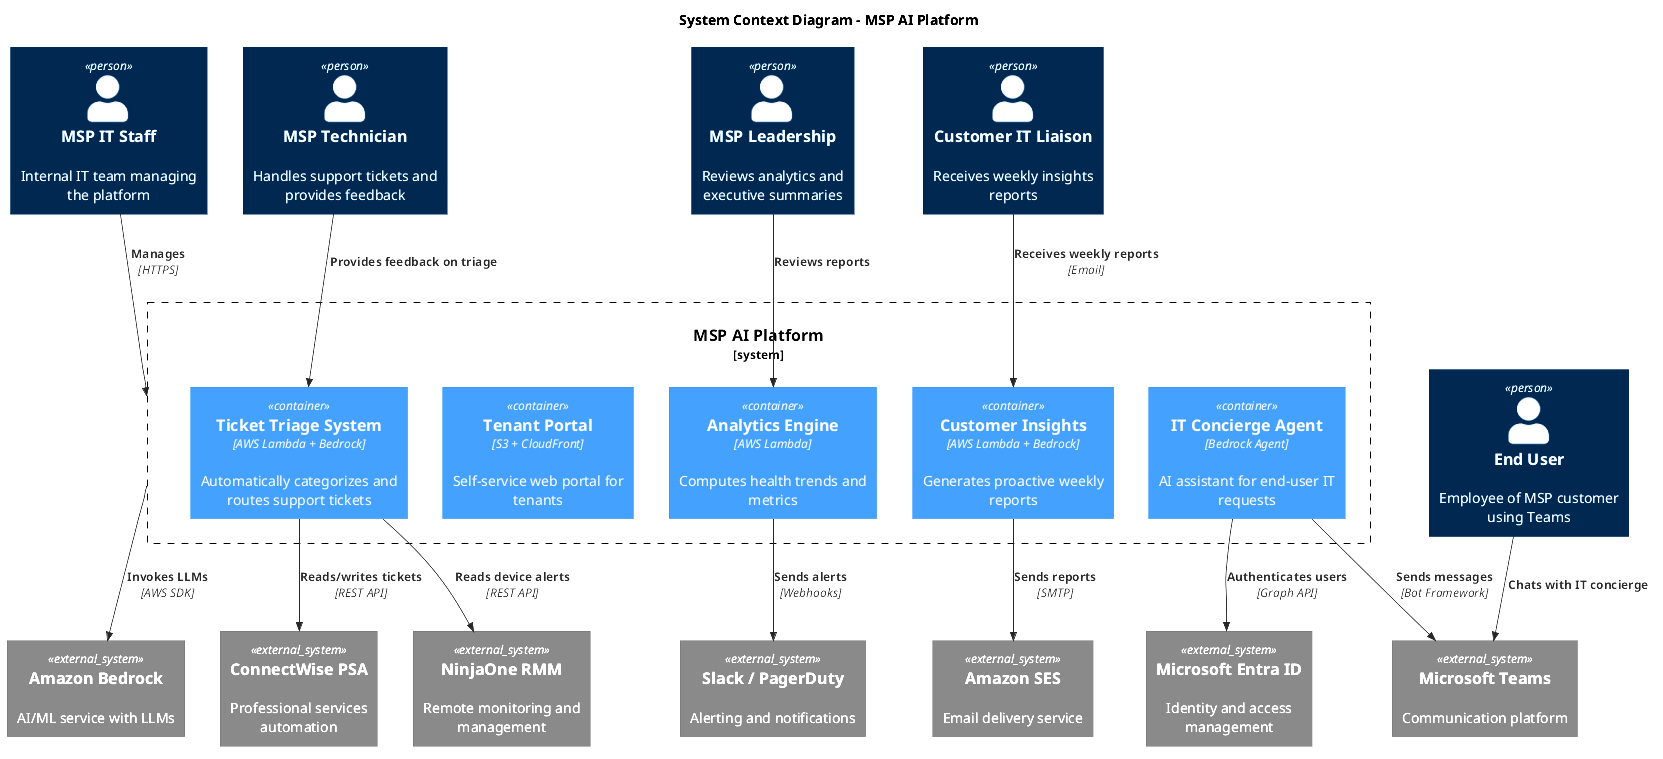 System Context Diagram - MSP AI Platform
«person»
MSP IT Staff
Internal IT team managing
the platform
«person»
MSP Technician
Handles support tickets and
provides feedback
«person»
MSP Leadership
Reviews analytics and
executive summaries
«person»
Customer IT Liaison
Receives weekly insights
reports
Manages
[HTTPS]
Provides feedback on triage
Reviews reports
Receives weekly reports
[Email]
MSP AI Platform
[system]
«container»
Ticket Triage System
[AWS Lambda + Bedrock]
Automatically categorizes and
routes support tickets
«container»
Tenant Portal
[S3 + CloudFront]
Self-service web portal for
tenants
«container»
Analytics Engine
[AWS Lambda]
Computes health trends and
metrics
«container»
Customer Insights
[AWS Lambda + Bedrock]
Generates proactive weekly
reports
«container»
IT Concierge Agent
[Bedrock Agent]
AI assistant for end-user IT
requests
«person»
End User
Employee of MSP customer
using Teams
Invokes LLMs
[AWS SDK]
Reads/writes tickets
[REST API]
Reads device alerts
[REST API]
Sends alerts
[Webhooks]
Sends reports
[SMTP]
Authenticates users
[Graph API]
Sends messages
[Bot Framework]
Chats with IT concierge
«external_system»
Amazon Bedrock
AI/ML service with LLMs
«external_system»
ConnectWise PSA
Professional services
automation
«external_system»
NinjaOne RMM
Remote monitoring and
management
«external_system»
Slack / PagerDuty
Alerting and notifications
«external_system»
Amazon SES
Email delivery service
«external_system»
Microsoft Entra ID
Identity and access
management
«external_system»
Microsoft Teams
Communication platform